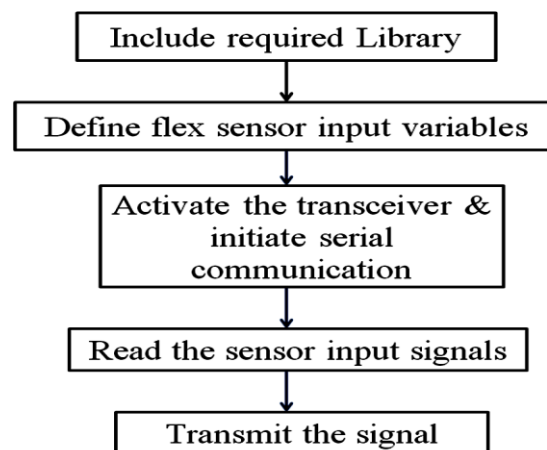 Include required Library
Define flex sensor input variables
Activate the transceiver &
initiate serial
communication
Read the sensor input signals
Transmit the signal